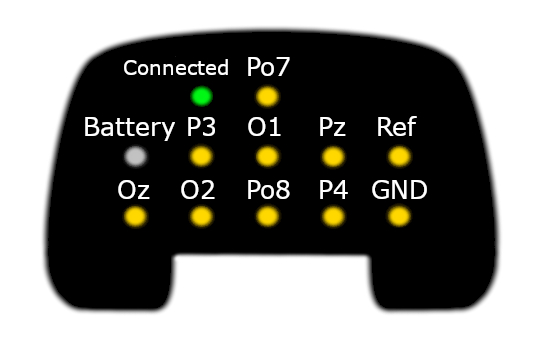 Connected Po7
Battery P3 O1 Pz Ref
Oz O2 Po8 P4 GND